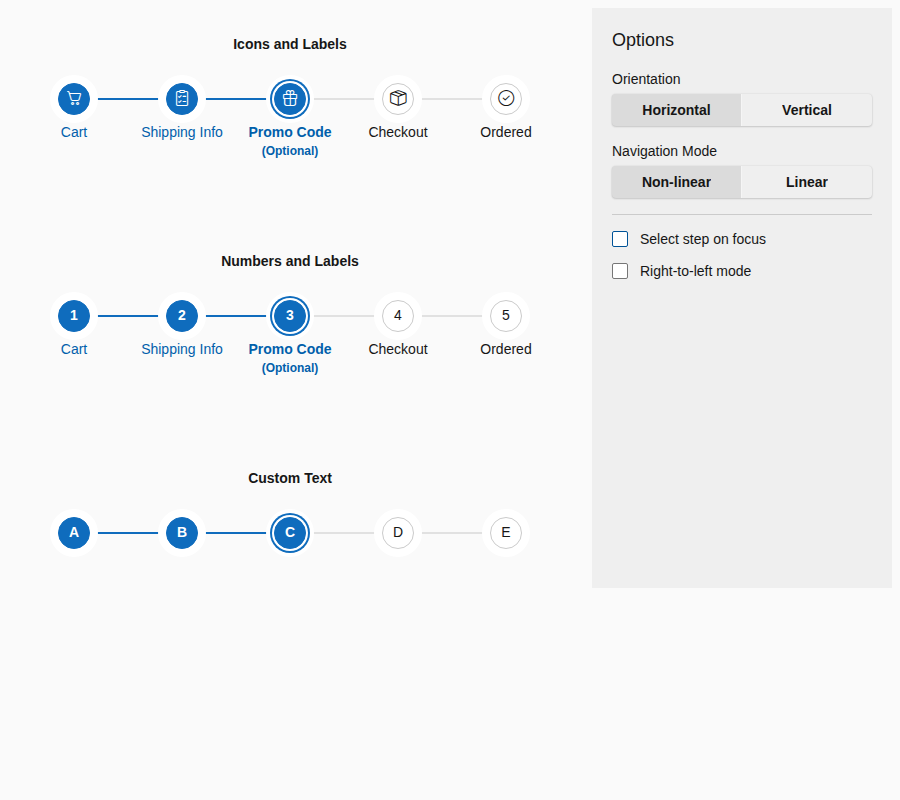 Icons and Labels
Cart
Shipping Info
Promo Code
(Optional)
Checkout
Ordered
Numbers and Labels
1
2
3
4
5
Cart
Shipping Info
Promo Code
(Optional)
Checkout
Ordered
Custom Text
A
B
C
D
E
Options
Orientation
Horizontal
Vertical
Navigation Mode
Non-linear
Linear
Select step on focus
Right-to-left mode